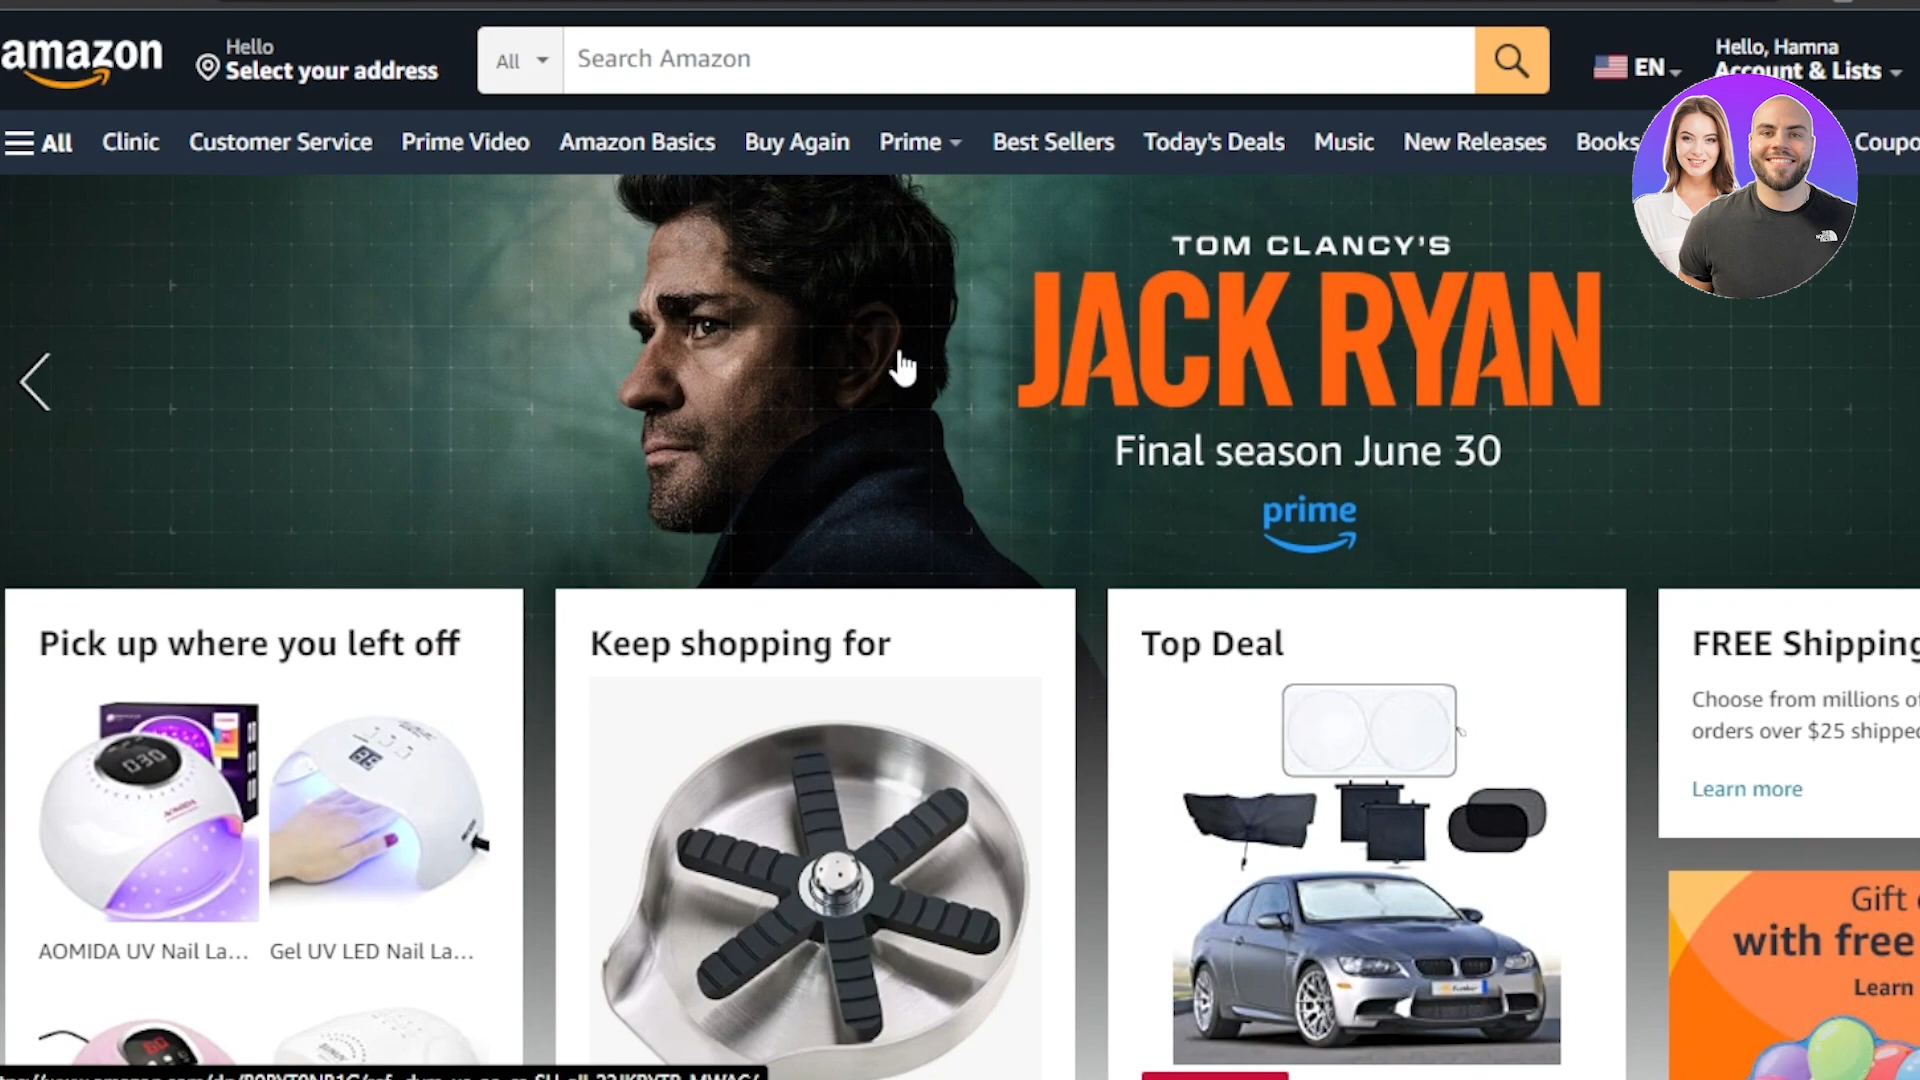 amazon
Hello
Select your address
All
Search Amazon
EN
Hello, Hamna
Account & Lists
All
Clinic
Customer Service
Prime Video
Amazon Basics
Buy Again
Prime
Best Sellers
Today's Deals
Music
New Releases
Books
Coupo
TOM CLANCY'S
JACK RYAN
Final season June 30
prime
Pick up where you left off
Keep shopping for
Top Deal
FREE Shipping
Choose from millions of
orders over $25 shipped
Learn more
AOMIDA UV Nail La...
Gel UV LED Nail La...
Gift
with free
Learn